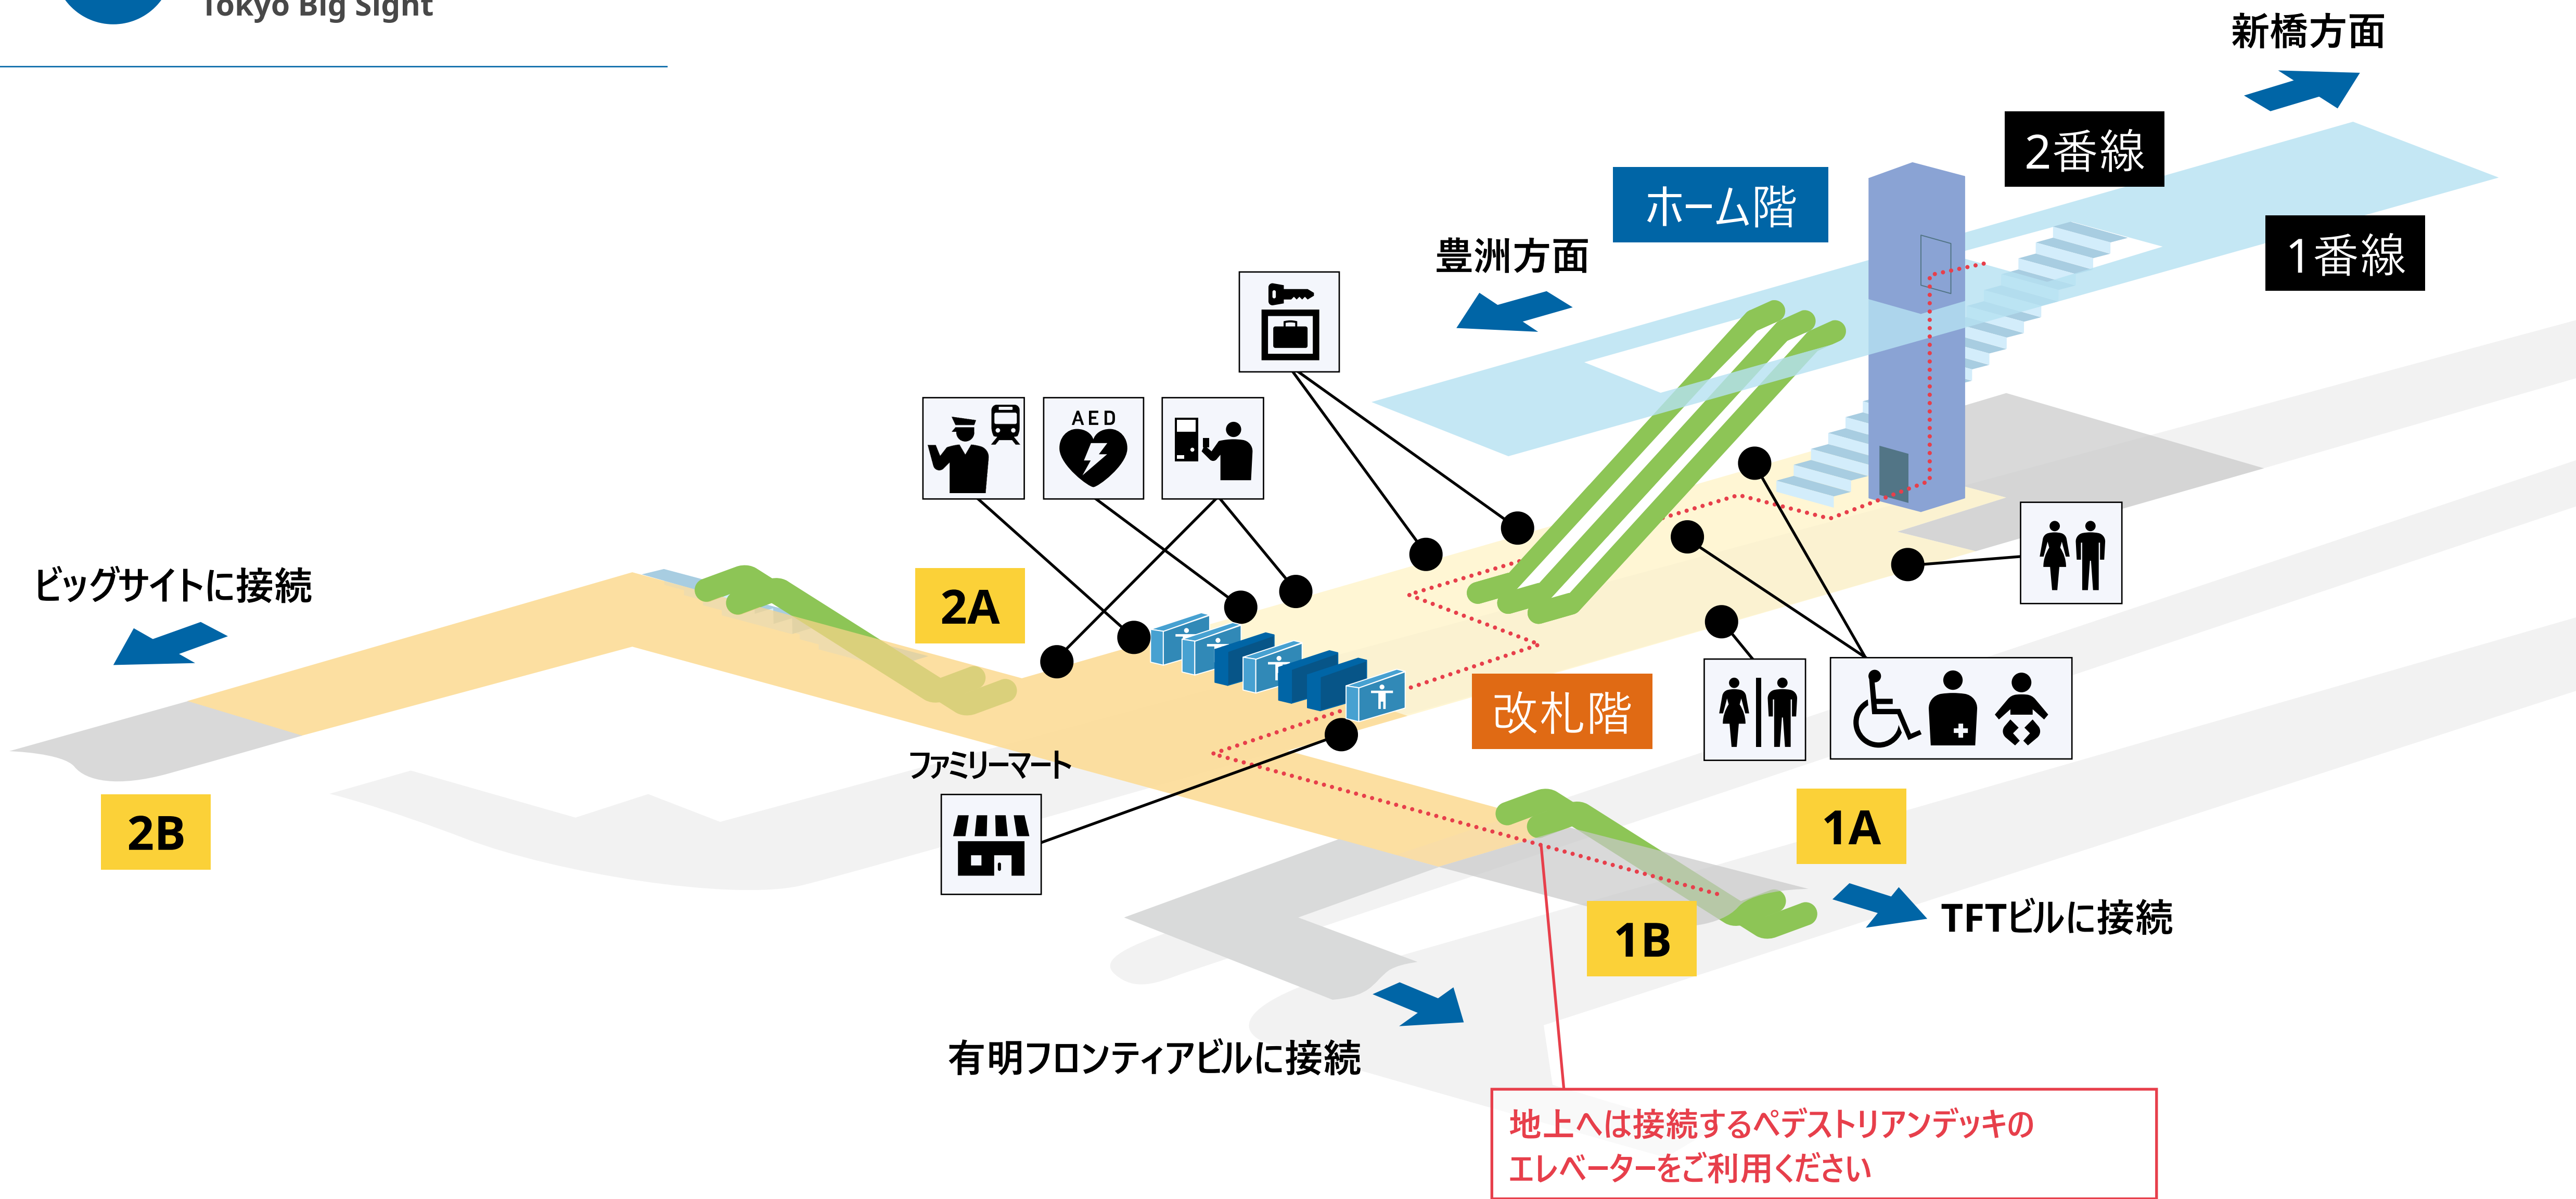 Tokyo Big Sight
新橋方面
2番線
ホーム階
1番線
豊洲方面
AED
ビッグサイトに接続
2A
改札階
ファミリーマート
2B
1A
TFTビルに接続
1B
有明フロンティアビルに接続
地上へは接続するペデストリアンデッキの
エレベーターをご利用ください